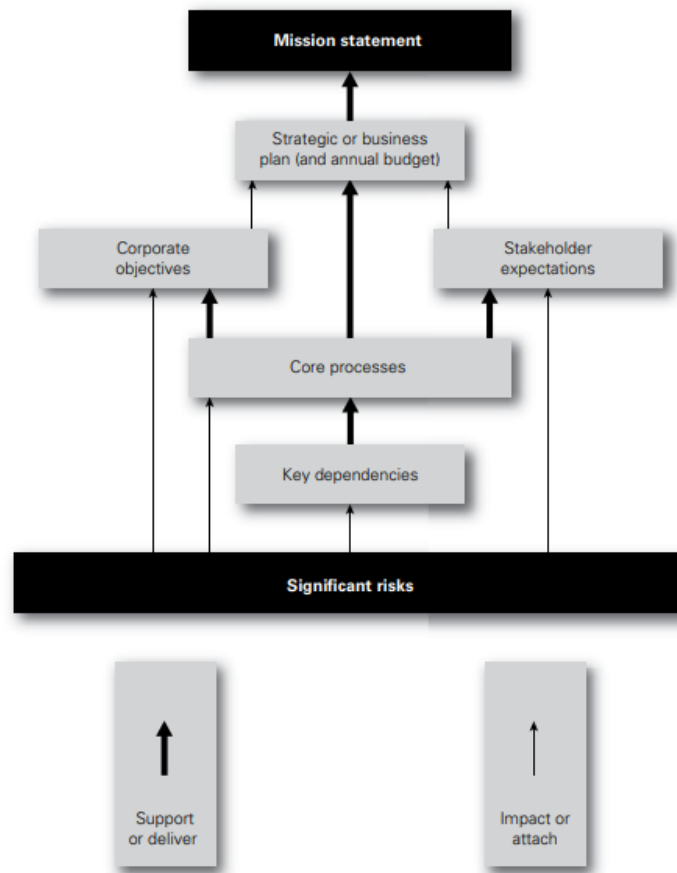 Mission statement
Strategic or business
plan (and annual budget)
Corporate
objectives
Stakeholder
expectations
Core processes
Key dependencies
Significant risks
Support
or deliver
Impact or
attach